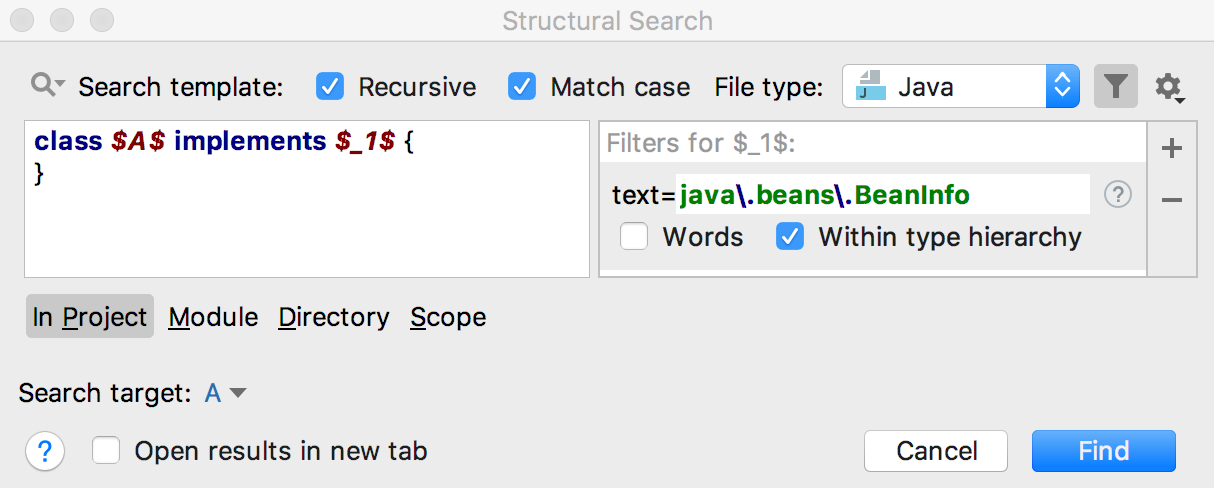 Structural Search
Search template: Recursive Match case File type: Java
class $A$ implements $_1$ {
}
Filters for $_1$:
text=java\.beans\.BeanInfo ?
Words Within type hierarchy
In Project Module Directory Scope
Search target: A
? Open results in new tab Cancel Find